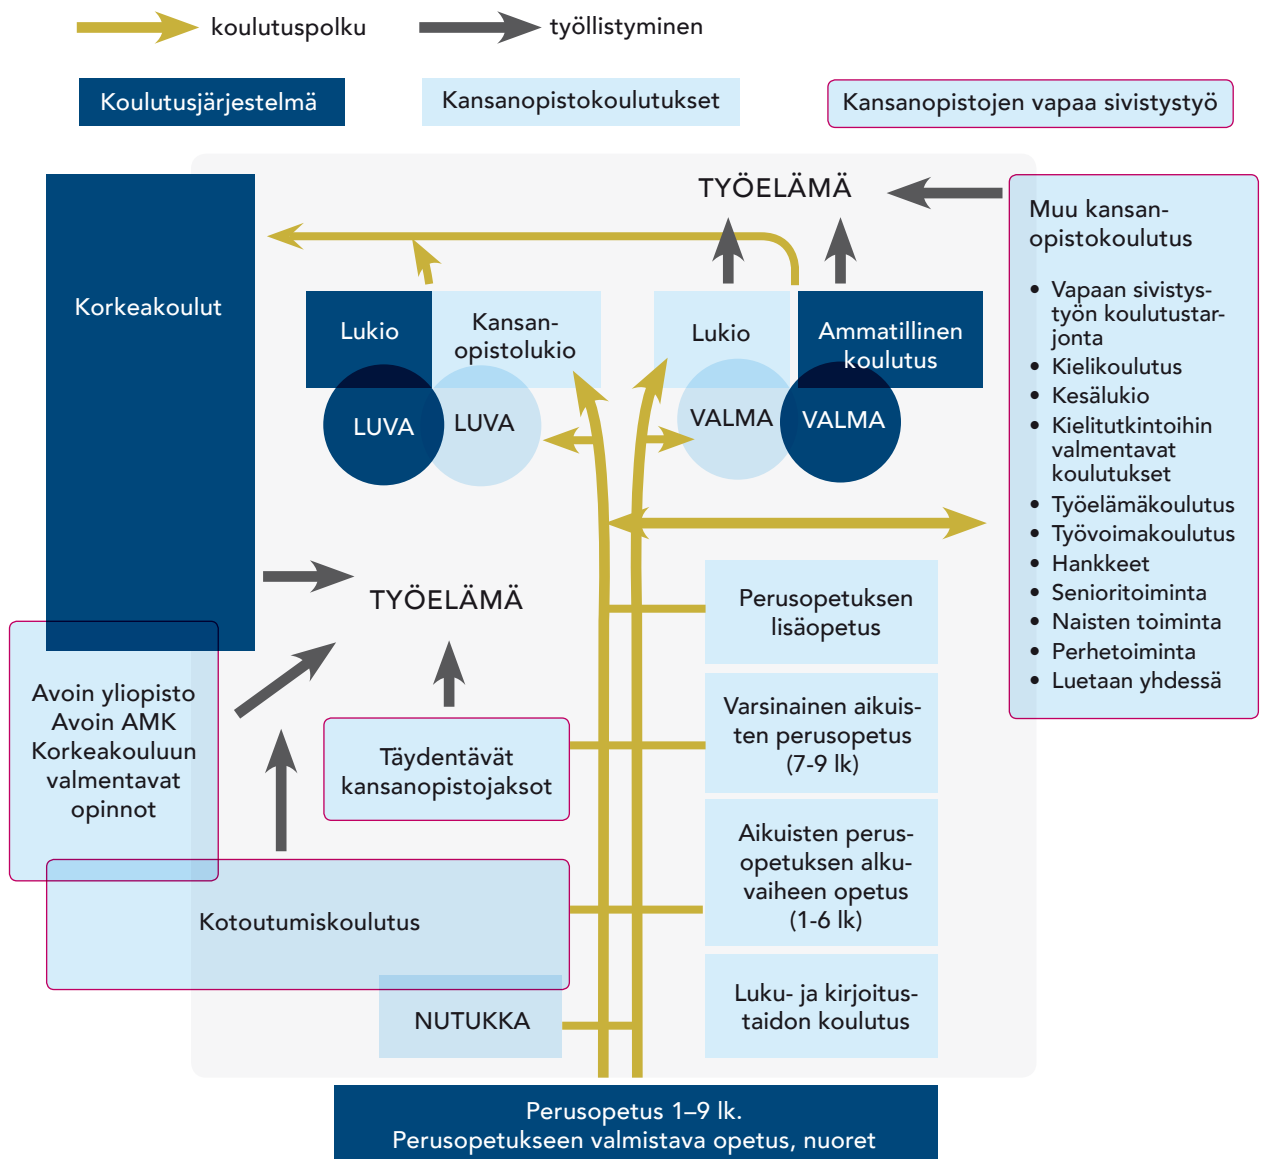 koulutuspolku
työllistyminen
Koulutusjärjestelmä
Kansanopistokoulutukset
Kansanopistojen vapaa sivistystyö
Korkeakoulut
TYÖELÄMÄ
Lukio
Kansan-
opistolukio
LUVA
LUVA
Lukio
Ammatillinen
koulutus
VALMA
VALMA
Muu kansan-
opistokoulutus
• Vapaan sivistys-
työn koulutustar-
jonta
• Kielikoulutus
• Kesälukio
• Kielitutkintoihin
valmentavat
koulutukset
• Työelämäkoulutus
• Työvoimakoulutus
• Hankkeet
• Senioritoiminta
• Naisten toiminta
• Perhetoiminta
• Luetaan yhdessä
TYÖELÄMÄ
Avoin yliopisto
Avoin AMK
Korkeakouluun
valmentavat
opinnot
Täydentävät
kansanopistojaksot
Kotoutumiskoulutus
NUTUKKA
Perusopetuksen
lisäopetus
Varsinainen aikuis-
ten perusopetus
(7-9 lk)
Aikuisten perus-
opetuksen alku-
vaiheen opetus
(1-6 lk)
Luku- ja kirjoitus-
taidon koulutus
Perusopetus 1–9 lk.
Perusopetukseen valmistava opetus, nuoret